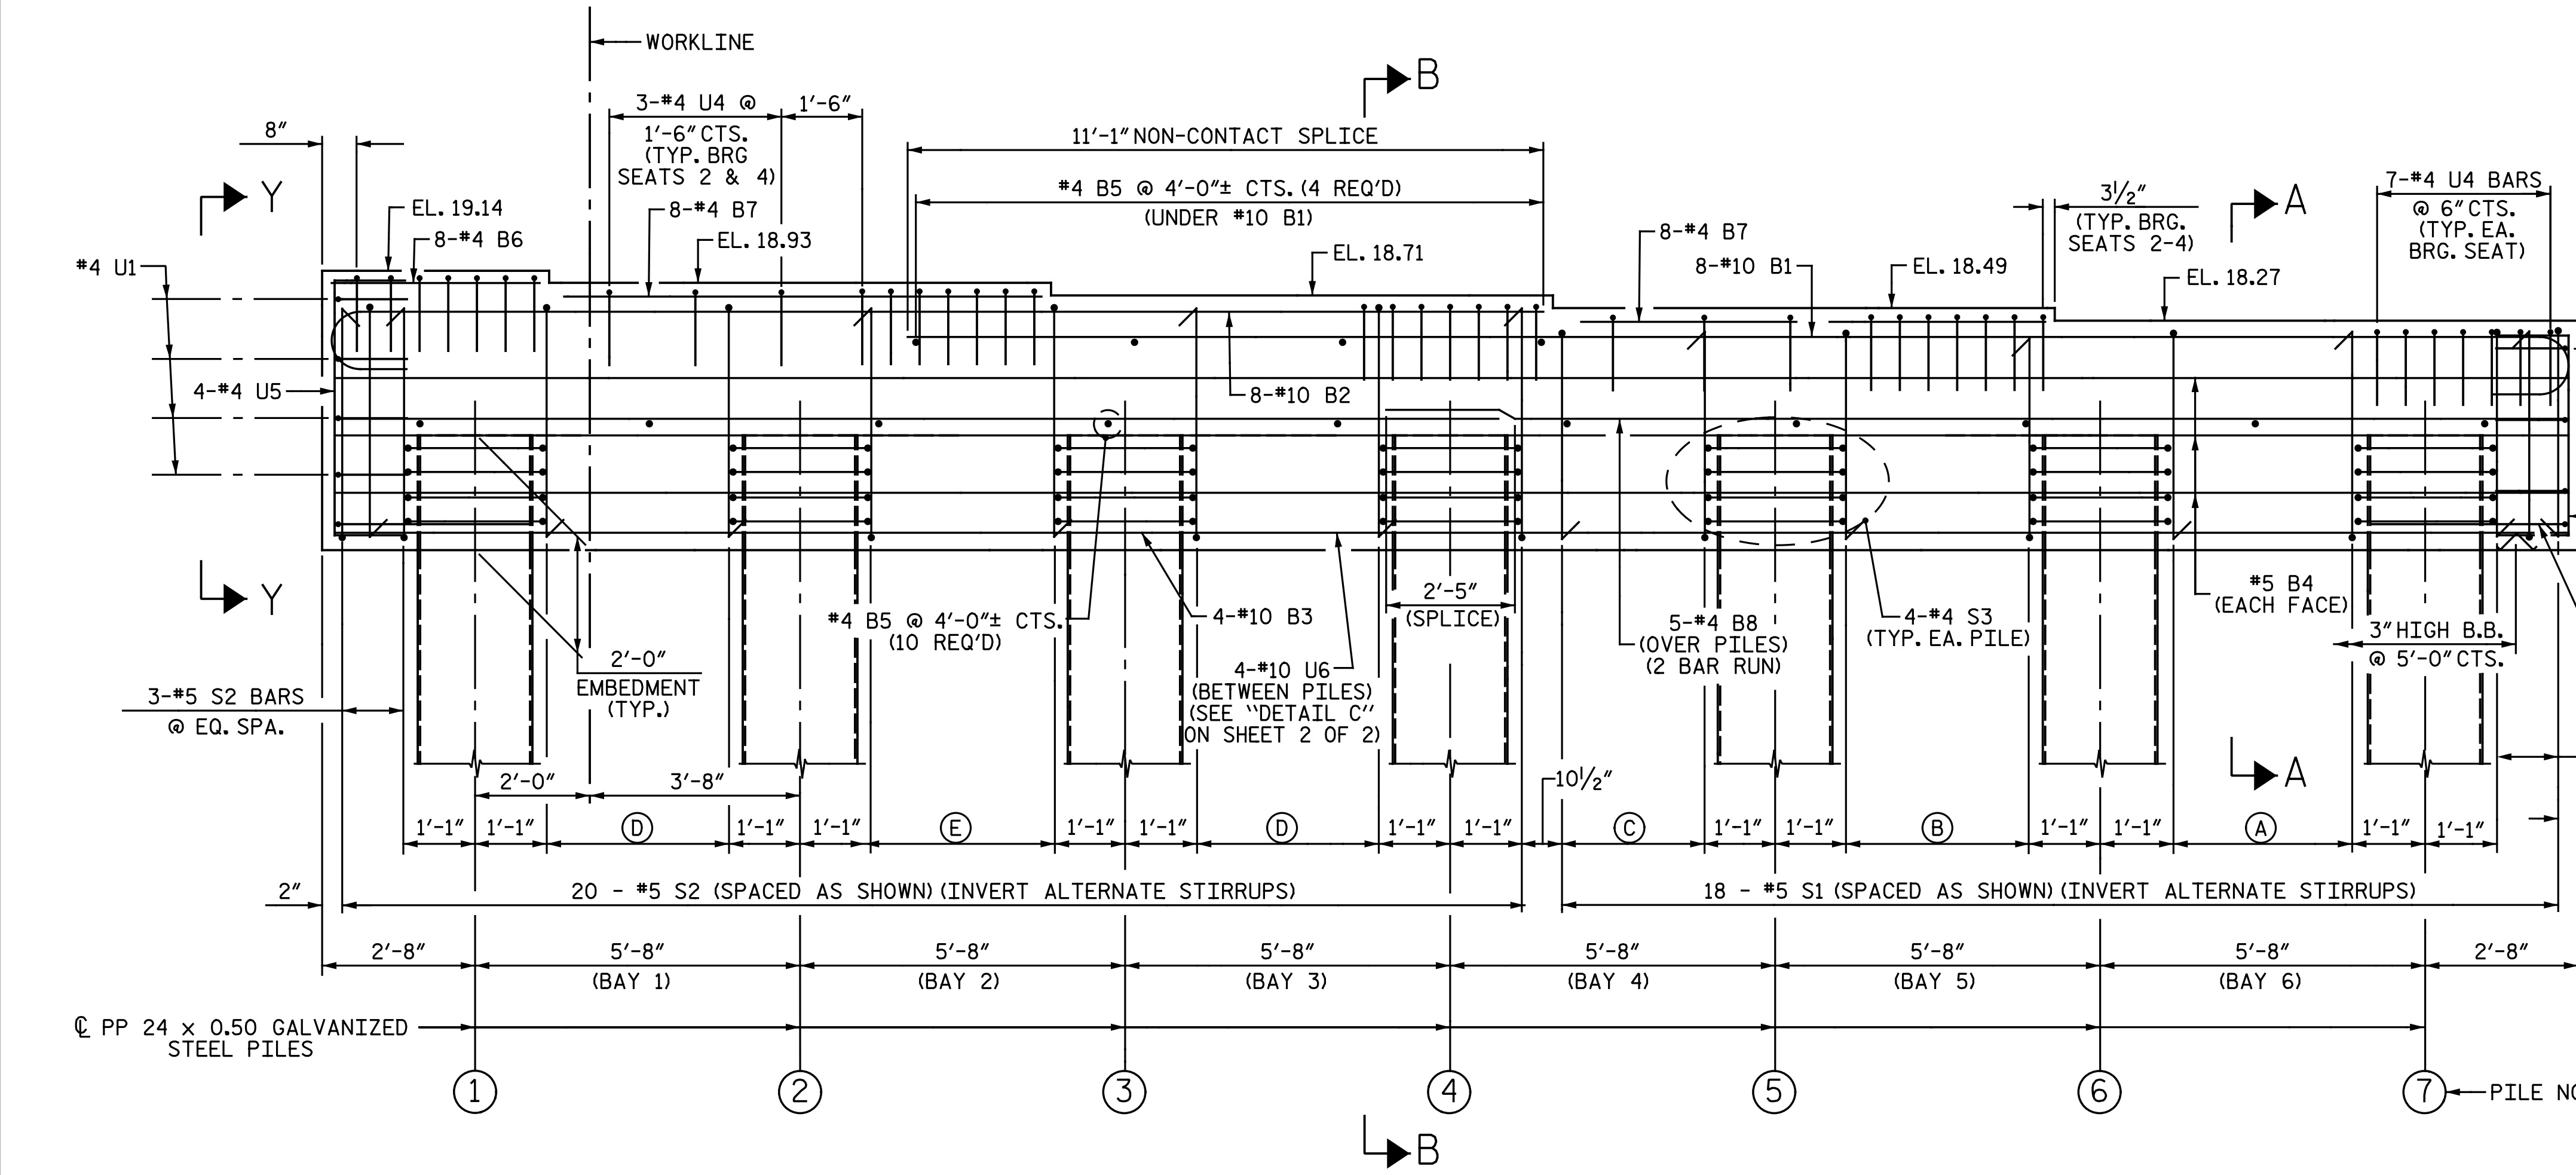 WORKLINE
B
3-#4 U4 @
1'-6" CTS.
(TYP. BRG
SEATS 2 & 4)
1'-6"
8"
11'-1" NON-CONTACT SPLICE
#4 B5 @ 4'-0"± CTS. (4 REQ'D)
(UNDER #10 B1)
Y
A
3½"
(TYP. BRG.
SEATS 2-4)
7-#4 U4 BARS
@ 6" CTS.
(TYP. EA.
BRG. SEAT)
EL. 19.14
8-#4 B6
8-#4 B7
EL. 18.93
EL. 18.71
8-#4 B7
8-#10 B1
EL. 18.49
EL. 18.27
#4 U1
4-#4 U5
8-#10 B2
Y
2'-0"
EMBEDMENT
(TYP.)
#4 B5 @ 4'-0"± CTS.
(10 REQ'D)
4-#10 B3
4-#10 U6
(BETWEEN PILES)
(SEE "DETAIL C"
ON SHEET 2 OF 2)
2'-5"
(SPLICE)
5-#4 B8
(OVER PILES)
(2 BAR RUN)
4-#4 S3
(TYP. EA. PILE)
#5 B4
(EACH FACE)
3" HIGH B.B.
@ 5'-0" CTS.
3-#5 S2 BARS
@ EQ. SPA.
A
2'-0"
3'-8"
10½"
1'-1"
1'-1"
D
1'-1"
1'-1"
E
1'-1"
1'-1"
D
1'-1"
1'-1"
C
1'-1"
1'-1"
B
1'-1"
1'-1"
A
1'-1"
1'-1"
2"
20 - #5 S2 (SPACED AS SHOWN) (INVERT ALTERNATE STIRRUPS)
18 - #5 S1 (SPACED AS SHOWN) (INVERT ALTERNATE STIRRUPS)
2'-8"
5'-8"
(BAY 1)
5'-8"
(BAY 2)
5'-8"
(BAY 3)
5'-8"
(BAY 4)
5'-8"
(BAY 5)
5'-8"
(BAY 6)
2'-8"
℄ PP 24 x 0.50 GALVANIZED
STEEL PILES
1
2
3
4
5
6
7
PILE NO
B